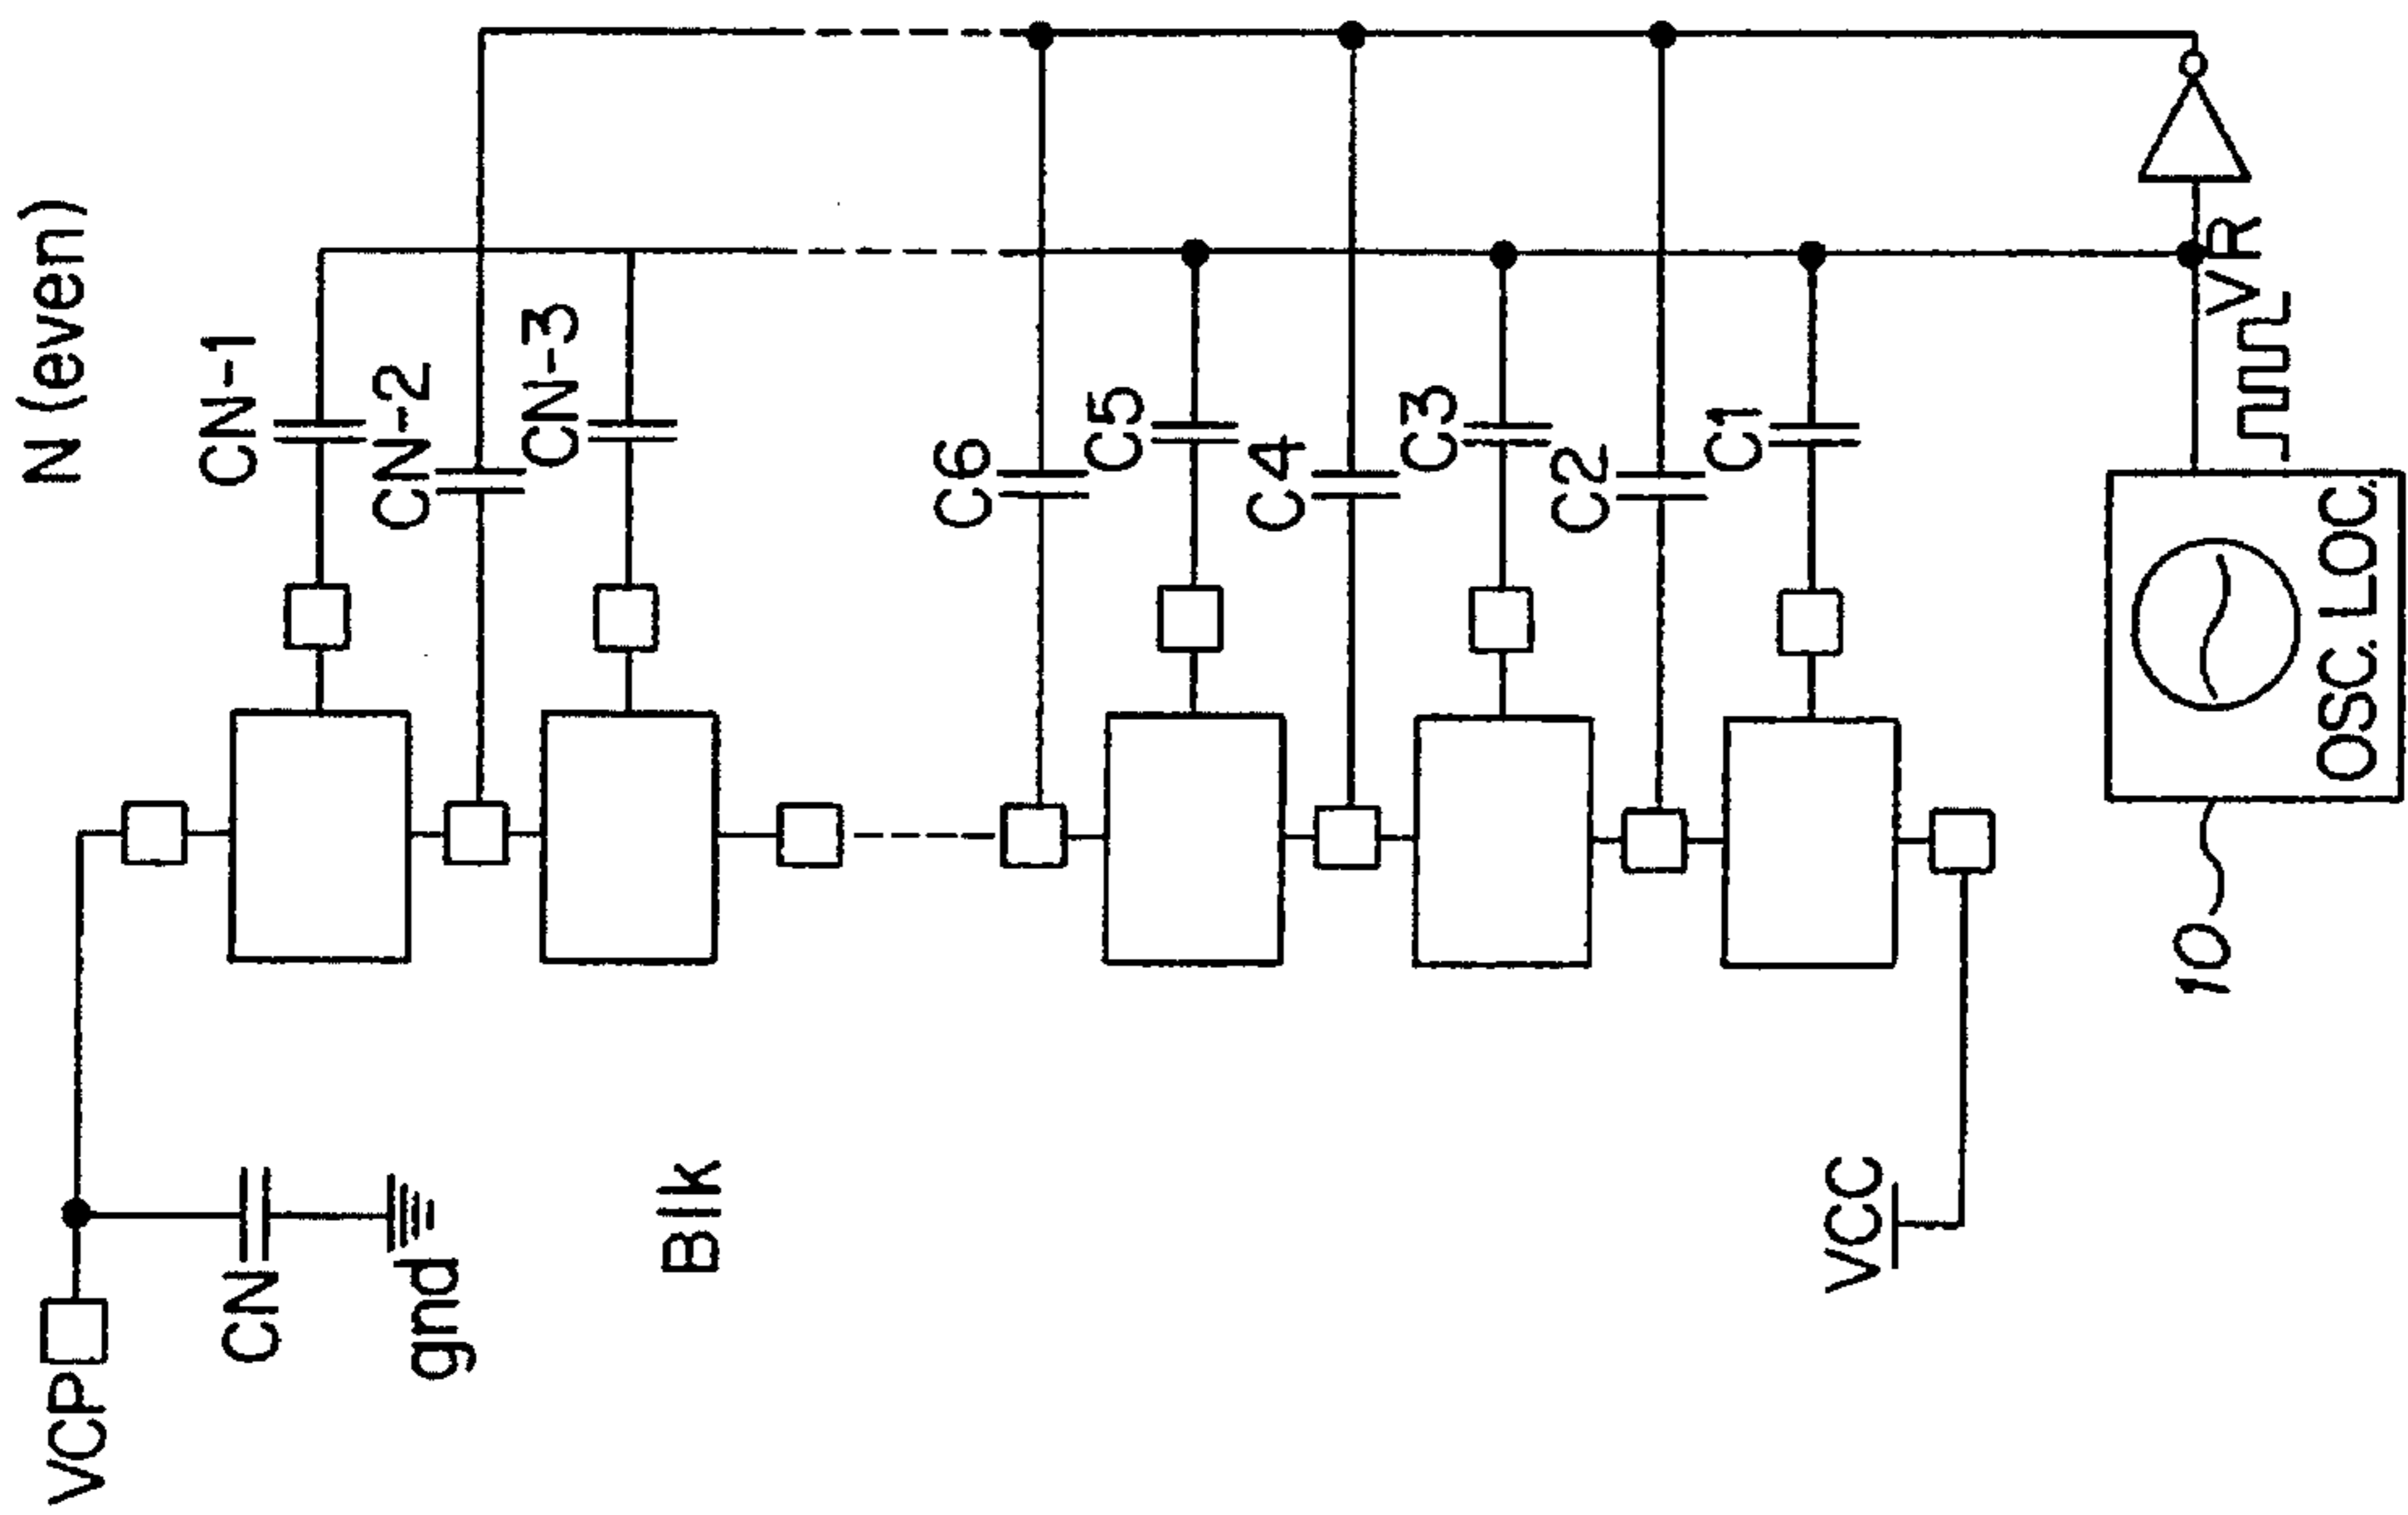 N (even)
CN-1
CN-2
CN-3
C6
C5
C4
C3
C2
C1
VR
OSC. LOC.
10
VCP
CN
gnd
Blk
VCC